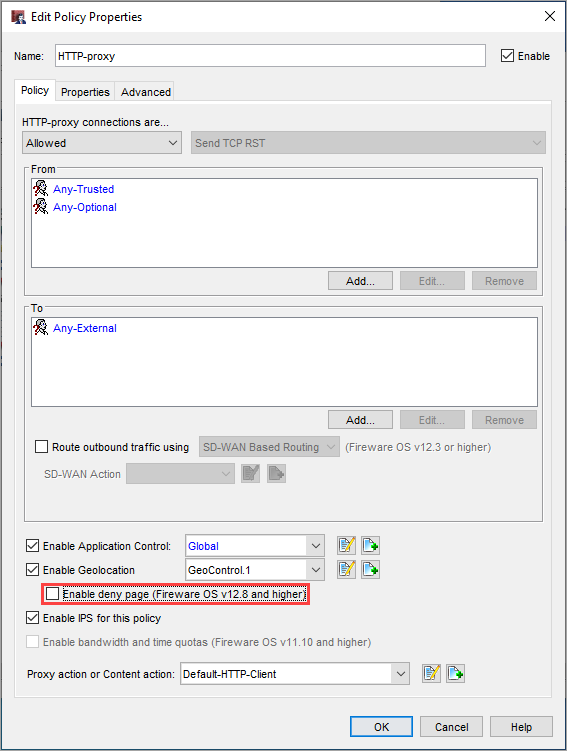 Edit Policy Properties
Name: HTTP-proxy Enable
Policy Properties Advanced
HTTP-proxy connections are...
Allowed Send TCP RST
From
Any-Trusted
Any-Optional
Add... Edit... Remove
To
Any-External
Add... Edit... Remove
Route outbound traffic using SD-WAN Based Routing (Fireware OS v12.3 or higher)
SD-WAN Action
Enable Application Control: Global
Enable Geolocation GeoControl.1
Enable deny page (Fireware OS v12.8 and higher)
Enable IPS for this policy
Enable bandwidth and time quotas (Fireware OS v11.10 and higher)
Proxy action or Content action: Default-HTTP-Client
OK Cancel Help